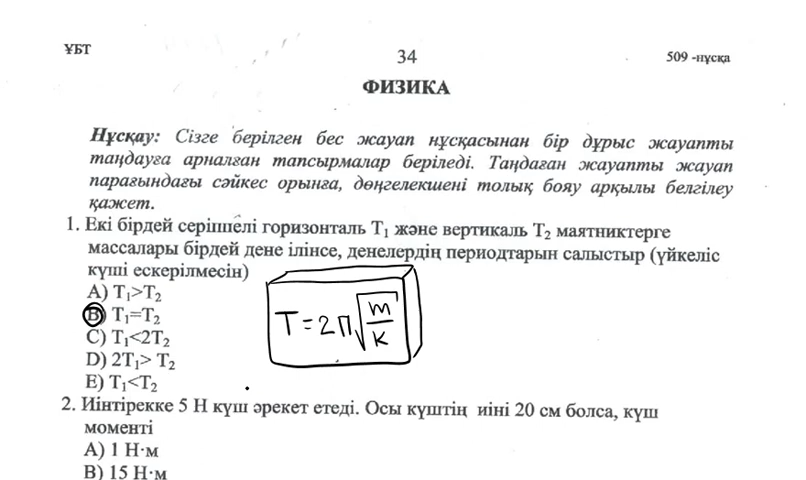 ҰБТ
34
509 -нұсқа
ФИЗИКА
Нұсқау: Сізге берілген бес жауап нұсқасынан бір дұрыс жауапты
таңдауға арналған тапсырмалар беріледі. Таңдаған жауапты жауап
парағындағы сәйкес орынға, дөңгелекшені толық бояу арқылы белгілеу
қажет.
1. Екі бірдей серіппелі горизонталь T₁ және вертикаль T₂ маятниктерге
массалары бірдей дене ілінсе, денелердің периодтарын салыстыр (үйкеліс
күші ескерілмесін)
A) T₁>T₂
B) T₁=T₂
C) T₁<2T₂
D) 2T₁> T₂
E) T₁<T₂
T=2π√m/k
2. Иінтірекке 5 Н күш әрекет етеді. Осы күштің иіні 20 см болса, күш
моменті
A) 1 Н·м
B) 15 Н·м